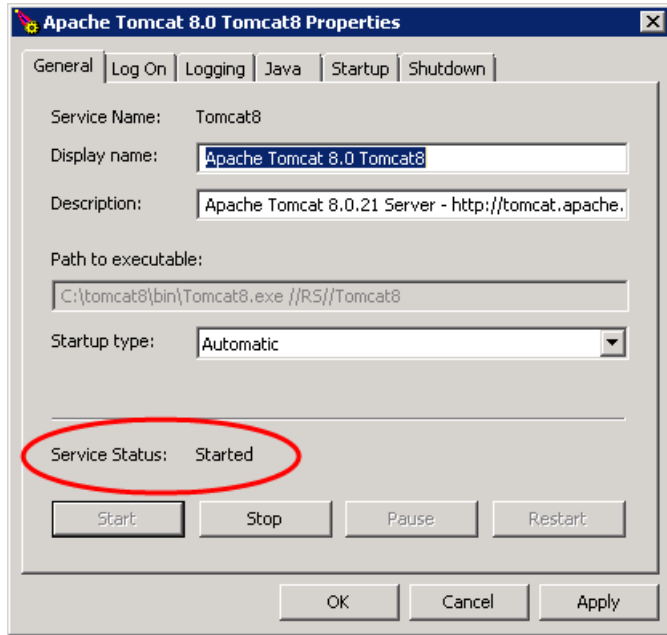 Apache Tomcat 8.0 Tomcat8 Properties
General Log On Logging Java Startup Shutdown
Service Name: Tomcat8
Display name: Apache Tomcat 8.0 Tomcat8
Description: Apache Tomcat 8.0.21 Server - http://tomcat.apache.
Path to executable:
C:\tomcat8\bin\Tomcat8.exe //RS//Tomcat8
Startup type: Automatic
Service Status: Started
Start Stop Pause Restart
OK Cancel Apply